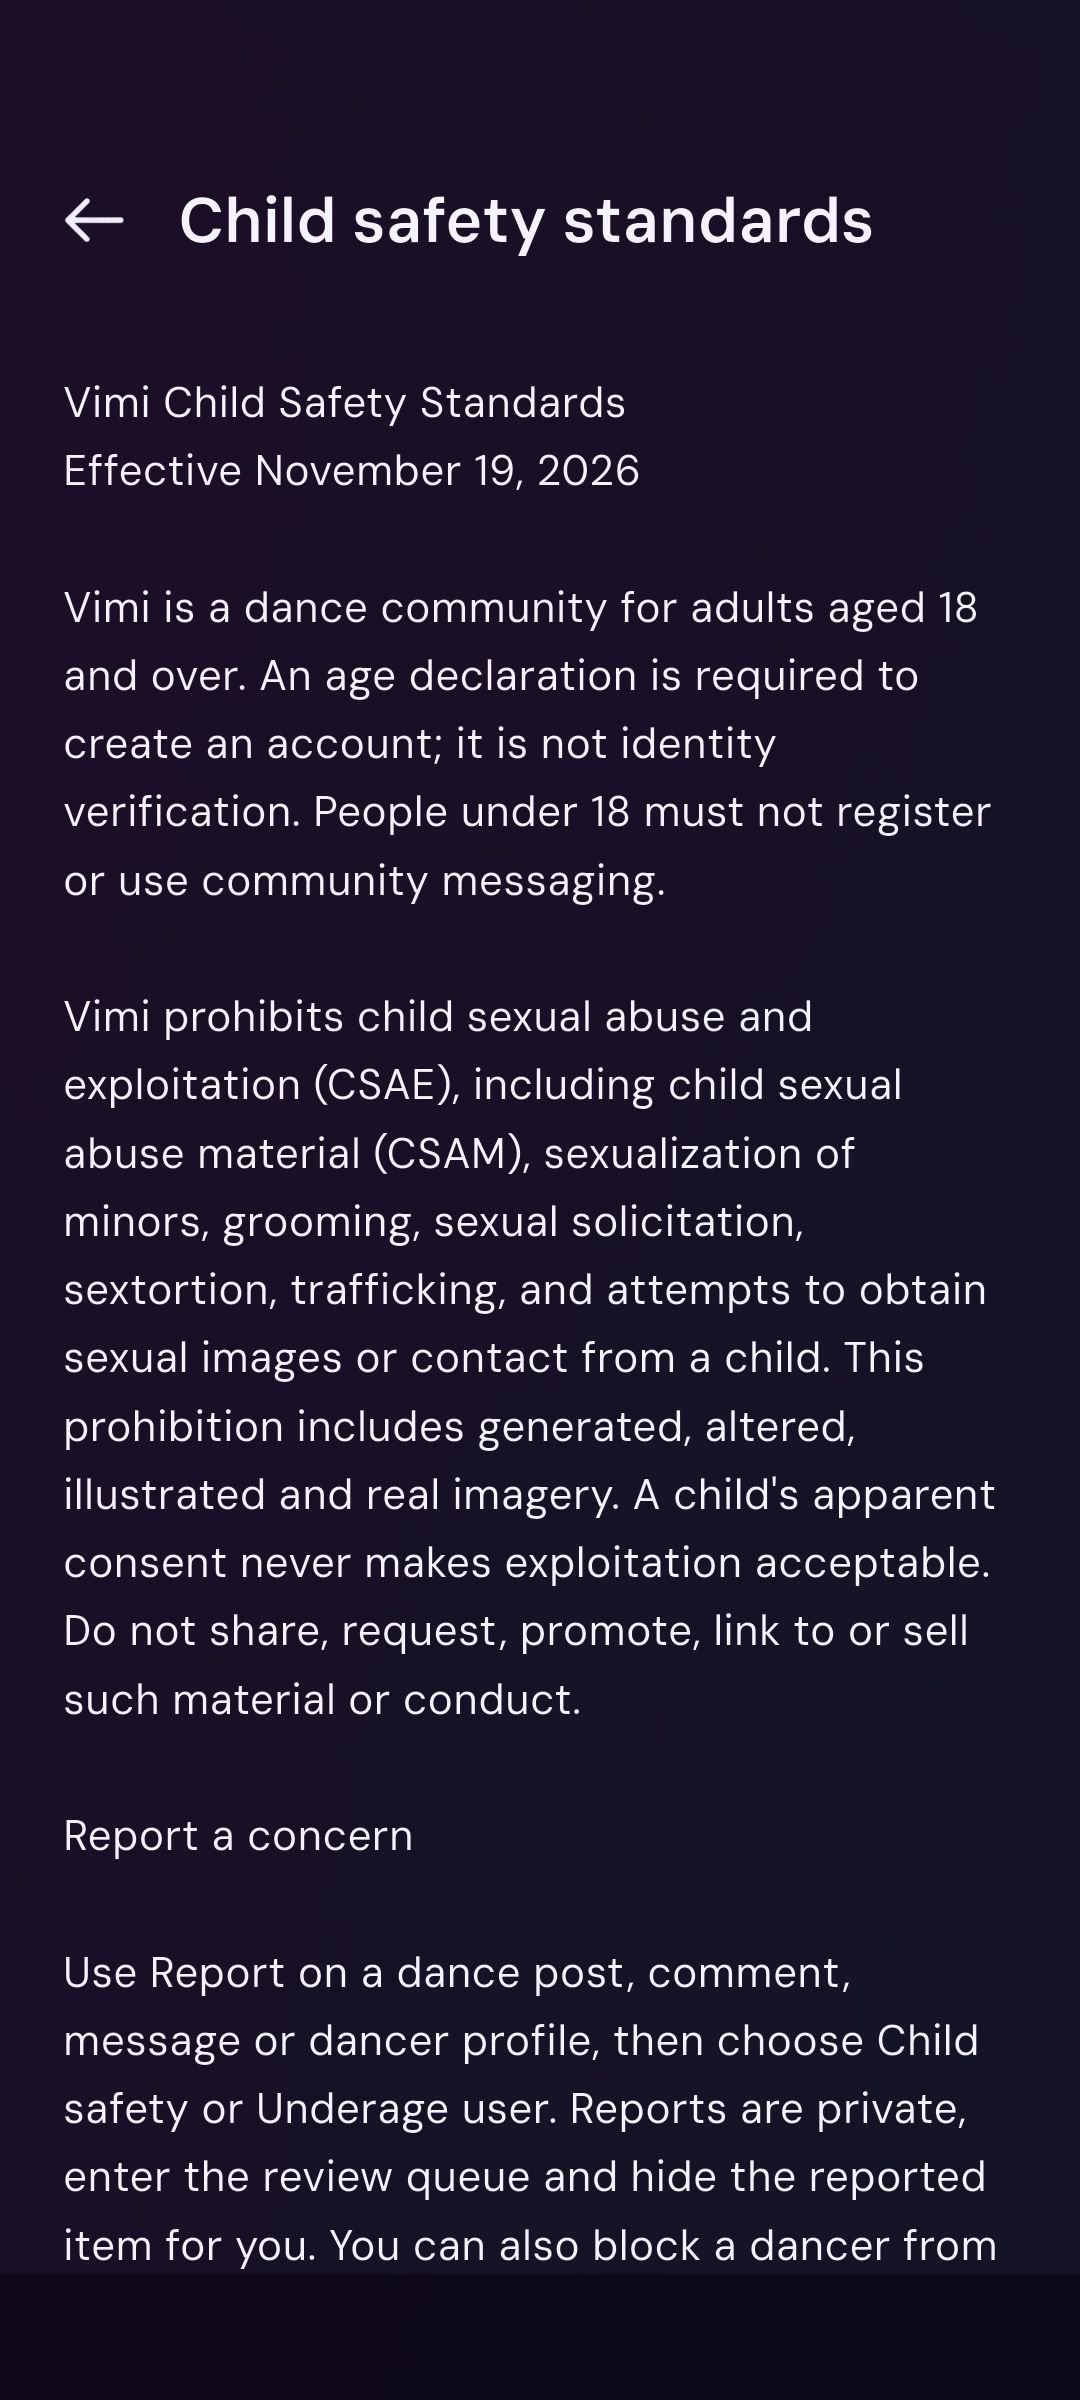 Child safety standards
Vimi Child Safety Standards
Effective November 19, 2026
Vimi is a dance community for adults aged 18
and over. An age declaration is required to
create an account; it is not identity
verification. People under 18 must not register
or use community messaging.
Vimi prohibits child sexual abuse and
exploitation (CSAE), including child sexual
abuse material (CSAM), sexualization of
minors, grooming, sexual solicitation,
sextortion, trafficking, and attempts to obtain
sexual images or contact from a child. This
prohibition includes generated, altered,
illustrated and real imagery. A child's apparent
consent never makes exploitation acceptable.
Do not share, request, promote, link to or sell
such material or conduct.
Report a concern
Use Report on a dance post, comment,
message or dancer profile, then choose Child
safety or Underage user. Reports are private,
enter the review queue and hide the reported
item for you. You can also block a dancer from